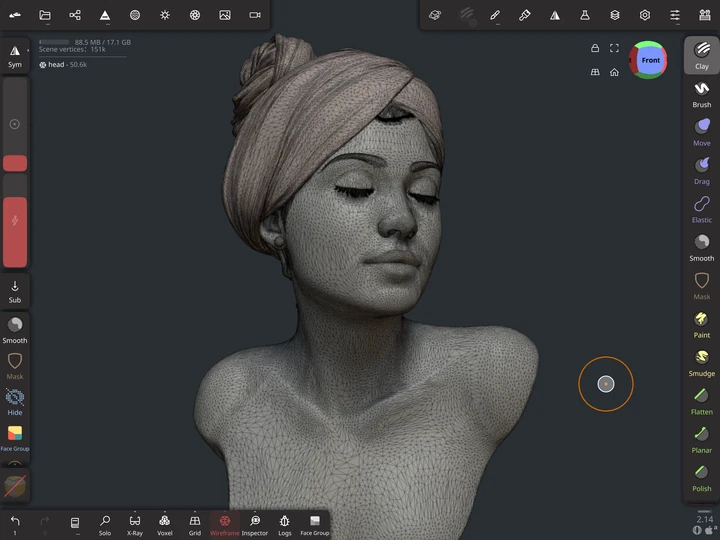 88.5 MB / 17.1 GB
Scene vertices: 151k
head - 50.6k
Front
Sym
Sub
Smooth
Mask
Hide
Face Group
Clay
Brush
Move
Drag
Elastic
Smooth
Mask
Paint
Smudge
Flatten
Planar
Polish
1
...
Solo
X-Ray
Voxel
Grid
Wireframe
Inspector
Logs
Face Group
2.14